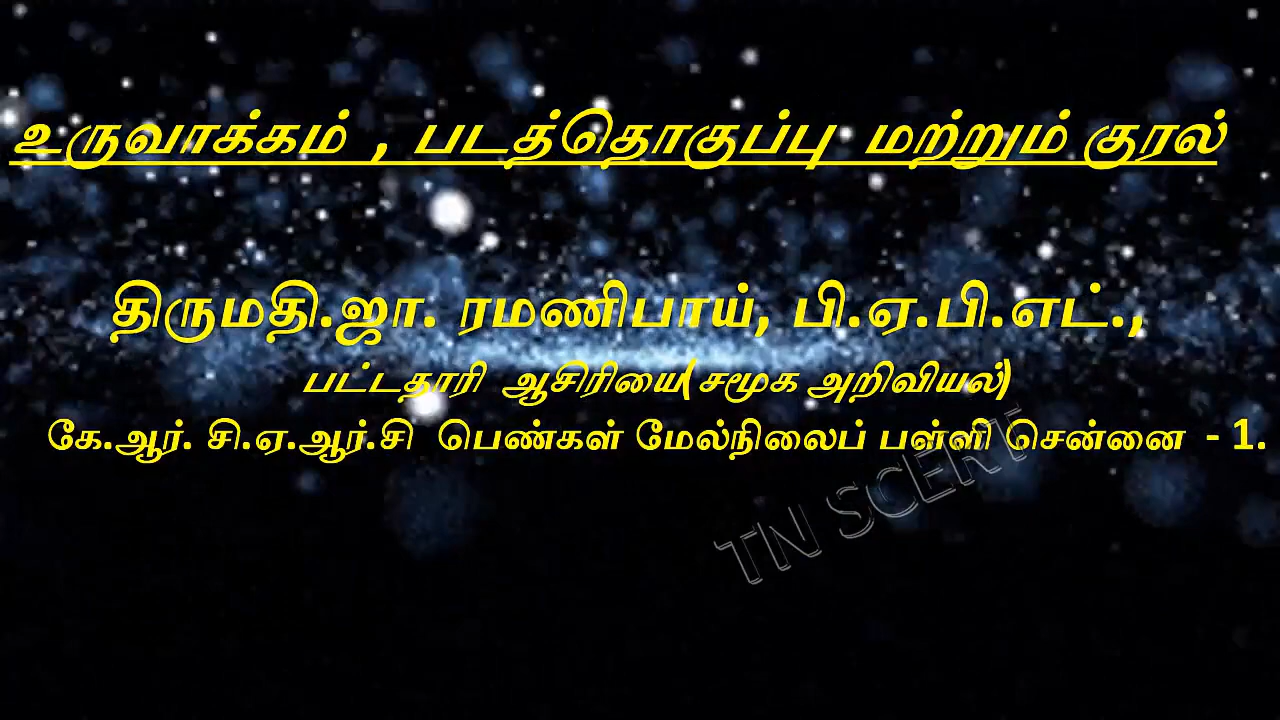 உருவாக்கம் , படத்தொகுப்பு மற்றும் குரல்
திருமதி.ஜா. ரமணிபாய், பி.ஏ.பி.எட்.,
பட்டதாரி ஆசிரியை(சமூக அறிவியல்)
கே.ஆர். சி.ஏ.ஆர்.சி பெண்கள் மேல்நிலைப் பள்ளி சென்னை - 1.
TN SCERT